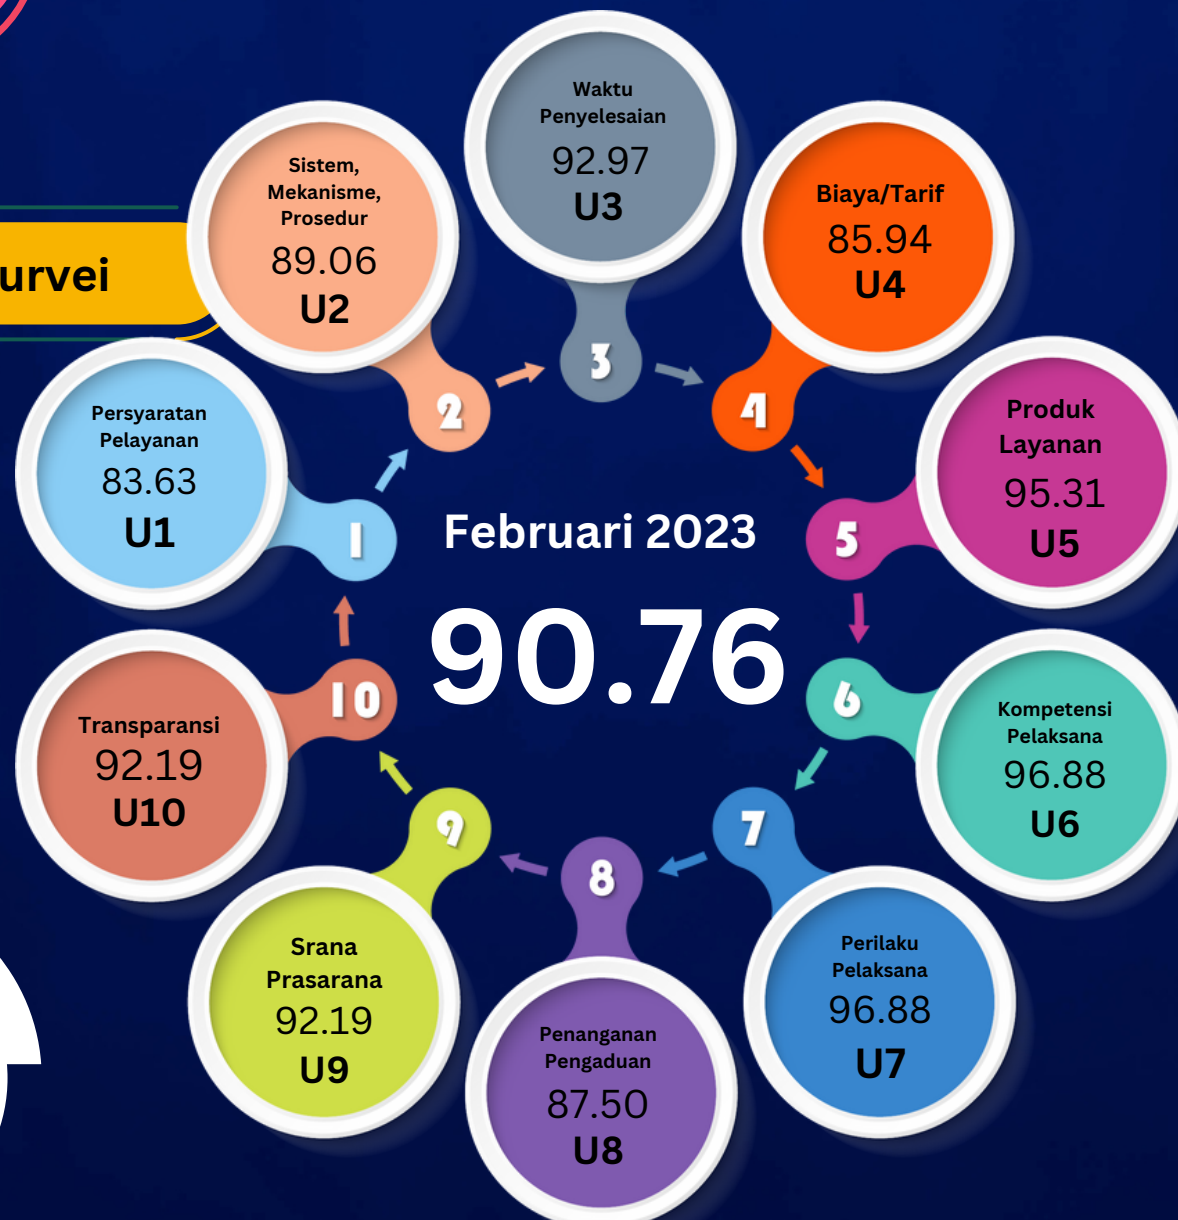 urvei
Persyaratan
Pelayanan
83.63
U1
1
Sistem,
Mekanisme,
Prosedur
89.06
U2
2
Waktu
Penyelesaian
92.97
U3
3
Biaya/Tarif
85.94
U4
4
Produk
Layanan
95.31
U5
5
Kompetensi
Pelaksana
96.88
U6
6
Perilaku
Pelaksana
96.88
U7
7
Penanganan
Pengaduan
87.50
U8
8
Srana
Prasarana
92.19
U9
9
Transparansi
92.19
U10
10
Februari 2023
90.76